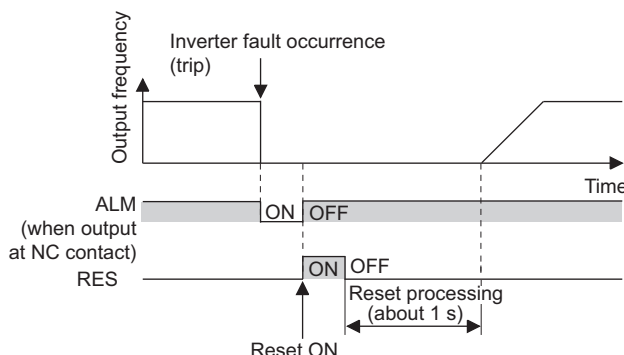 Inverter fault occurrence
(trip)
Output frequency
Time
ALM
(when output
at NC contact)
ON OFF
RES
ON OFF
Reset processing
(about 1 s)
Reset ON